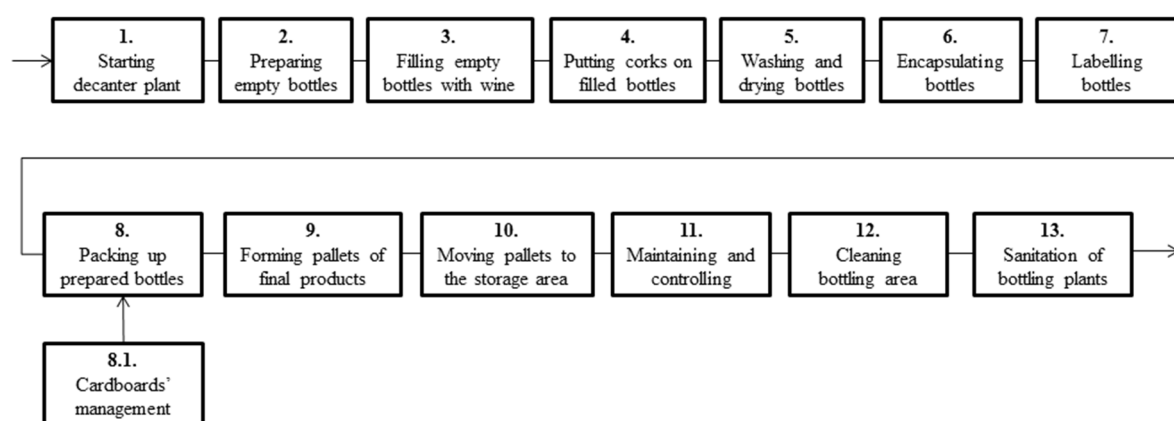 1.
Starting
decanter plant
2.
Preparing
empty bottles
3.
Filling empty
bottles with wine
4.
Putting corks on
filled bottles
5.
Washing and
drying bottles
6.
Encapsulating
bottles
7.
Labelling
bottles
8.
Packing up
prepared bottles
9.
Forming pallets of
final products
10.
Moving pallets to
the storage area
11.
Maintaining and
controlling
12.
Cleaning
bottling area
13.
Sanitation of
bottling plants
8.1.
Cardboards’
management